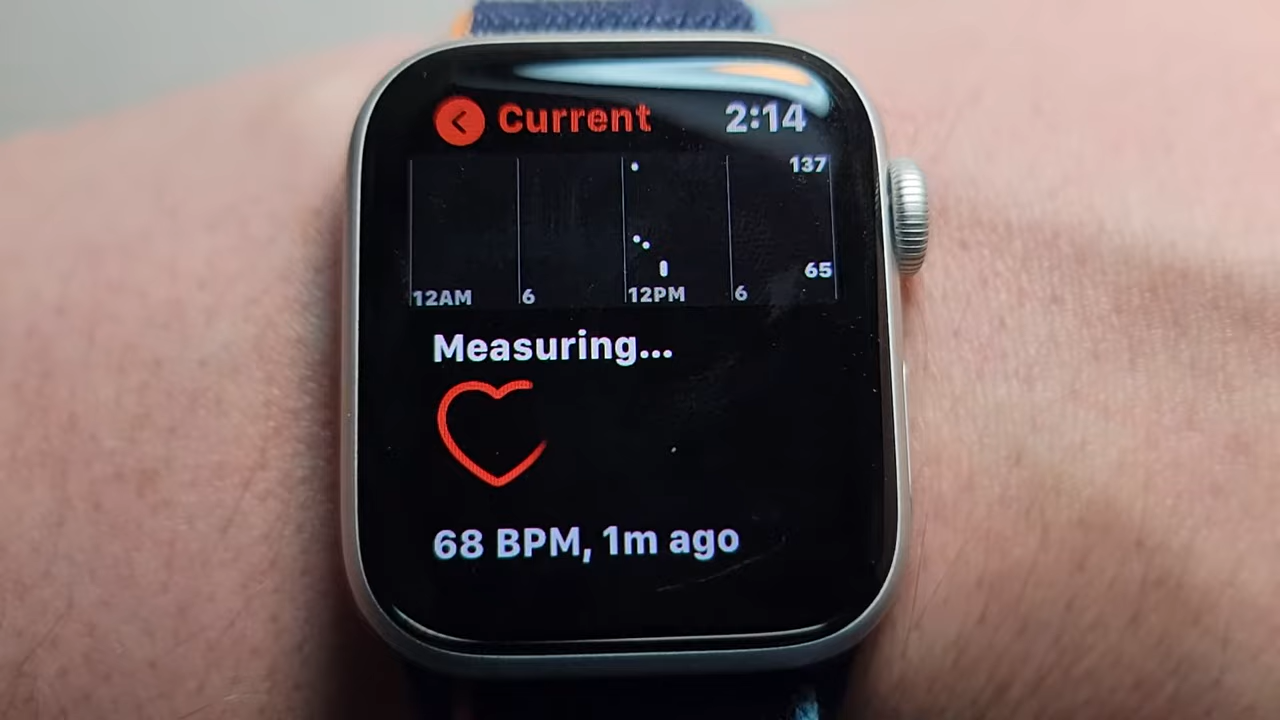 Current 2:14
137
65
12AM 6 12PM 6
Measuring...
68 BPM, 1m ago